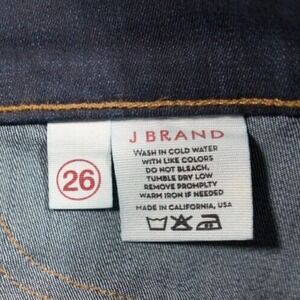 26
J BRAND
WASH IN COLD WATER
WITH LIKE COLORS
DO NOT BLEACH.
TUMBLE DRY LOW
REMOVE PROMPTLY
WARM IRON IF NEEDED
MADE IN CALIFORNIA, USA